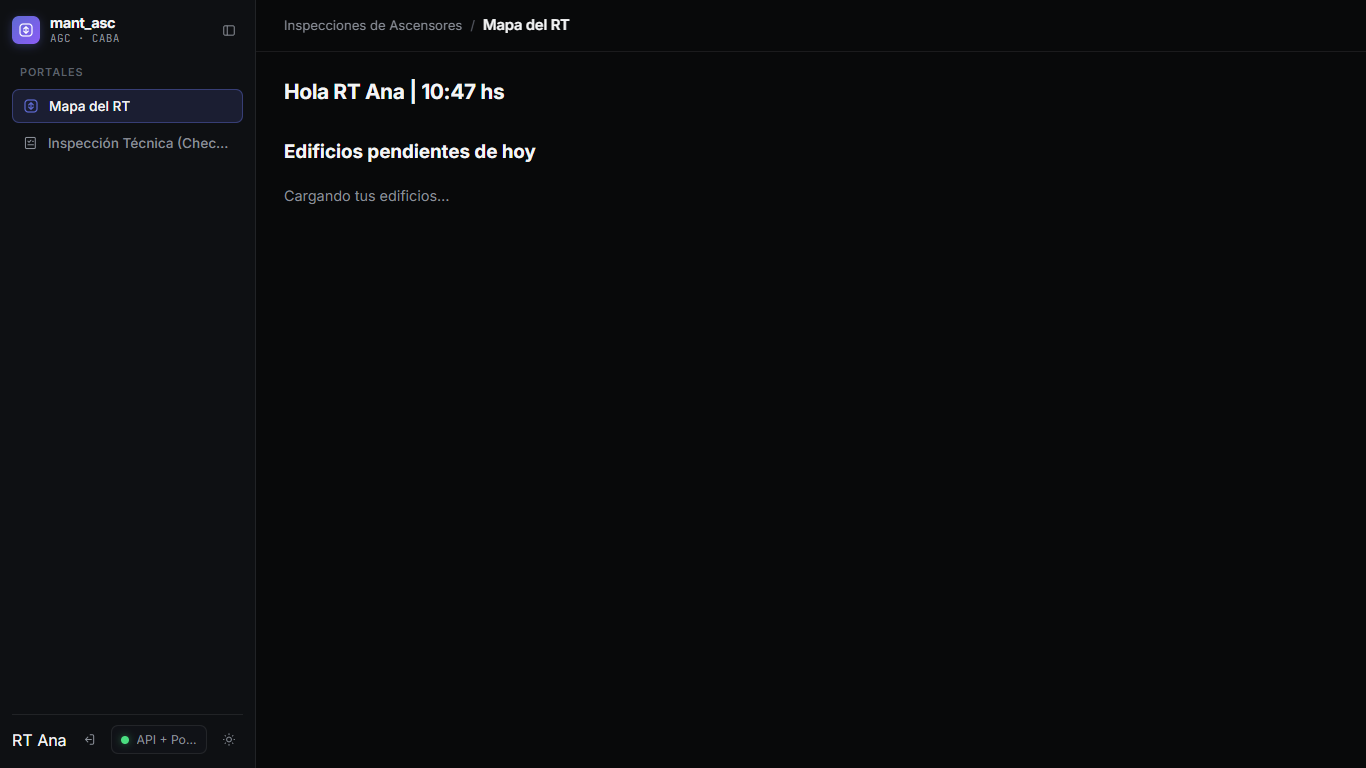 mant_asc
AGC · CABA
PORTALES
Mapa del RT
Inspección Técnica (Chec...
Inspecciones de Ascensores / Mapa del RT
Hola RT Ana | 10:47 hs
Edificios pendientes de hoy
Cargando tus edificios...
RT Ana
API + Po...